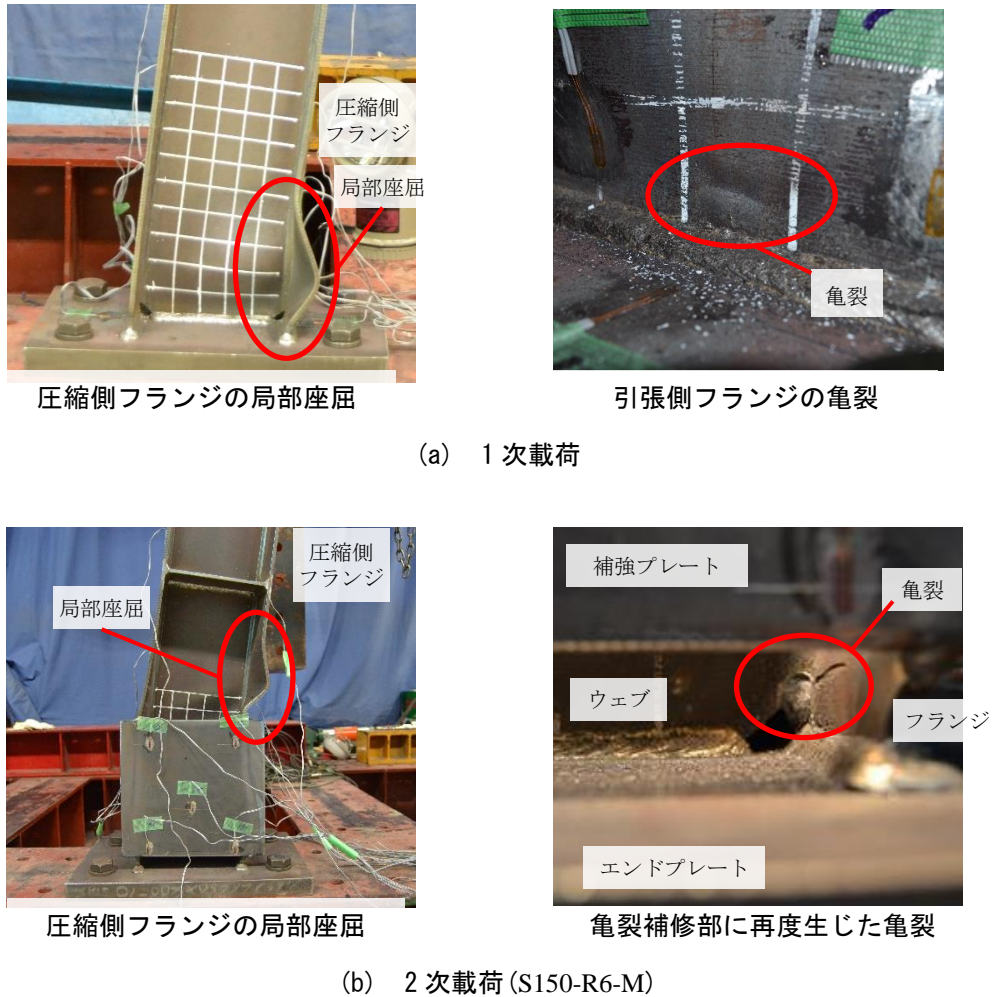 圧縮側
フランジ
局部座屈
亀裂
圧縮側フランジの局部座屈
引張側フランジの亀裂
(a) 1次載荷
圧縮側
フランジ
局部座屈
補強プレート
亀裂
ウェブ
フランジ
エンドプレート
圧縮側フランジの局部座屈
亀裂補修部に再度生じた亀裂
(b) 2次載荷(S150-R6-M)